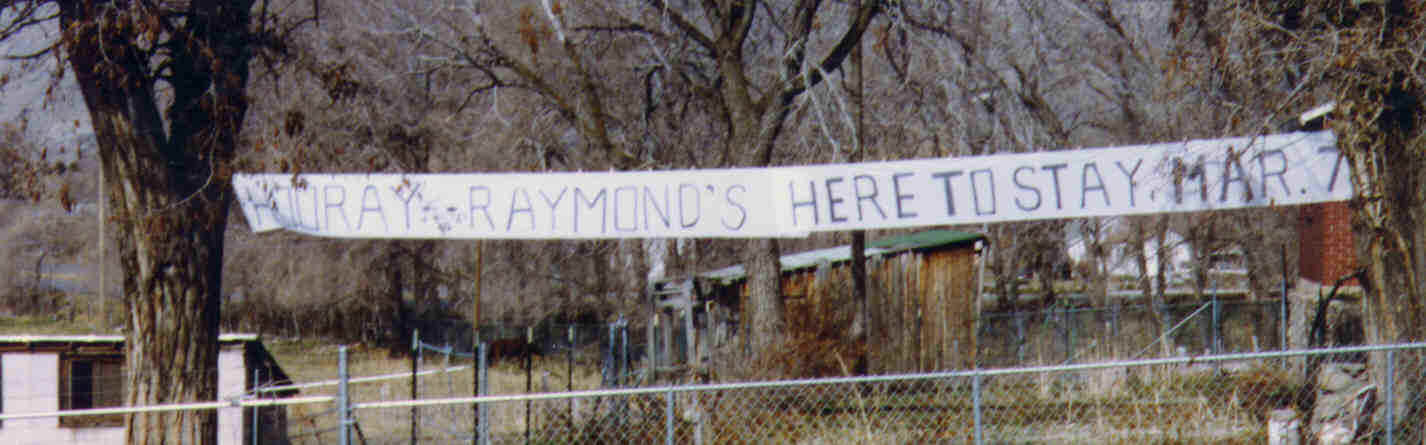 HOORAY RAYMOND'S HERE TO STAY. MAR. 7